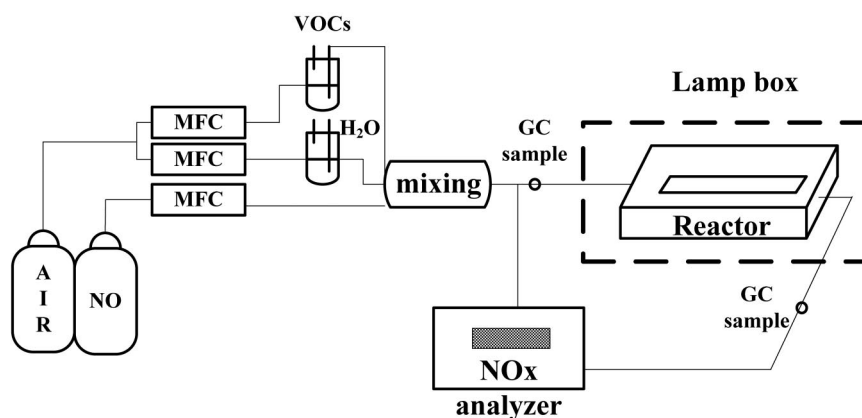 VOCs
Lamp box
MFC
H₂O
GC
sample
MFC
mixing
MFC
Reactor
A
I
R
NO
GC
sample
NOx
analyzer